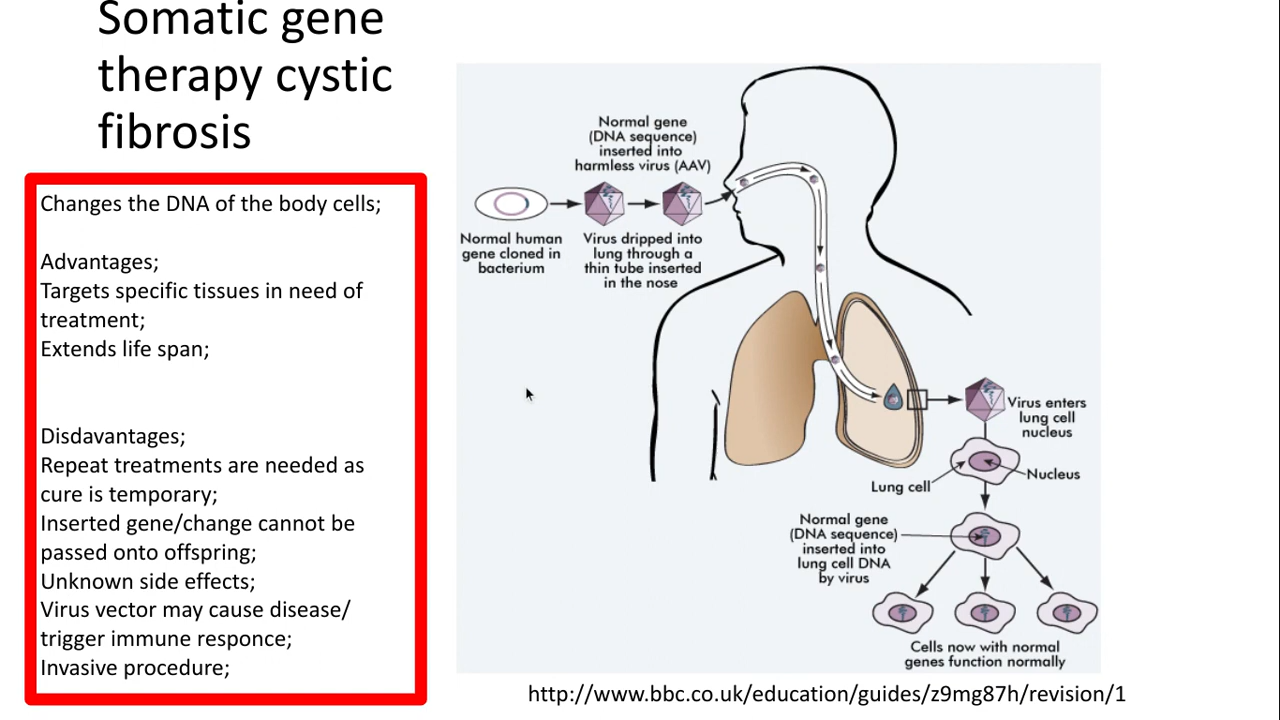 Somatic gene
therapy cystic
fibrosis
Changes the DNA of the body cells;
Advantages;
Targets specific tissues in need of
treatment;
Extends life span;
Disdavantages;
Repeat treatments are needed as
cure is temporary;
Inserted gene/change cannot be
passed onto offspring;
Unknown side effects;
Virus vector may cause disease/
trigger immune responce;
Invasive procedure;
Normal gene
(DNA sequence)
inserted into
harmless virus (AAV)
Normal human
gene cloned in
bacterium
Virus dripped into
lung through a
thin tube inserted
in the nose
Virus enters
lung cell
nucleus
Nucleus
Lung cell
Normal gene
(DNA sequence)
inserted into
lung cell DNA
by virus
Cells now with normal
genes function normally
http://www.bbc.co.uk/education/guides/z9mg87h/revision/1